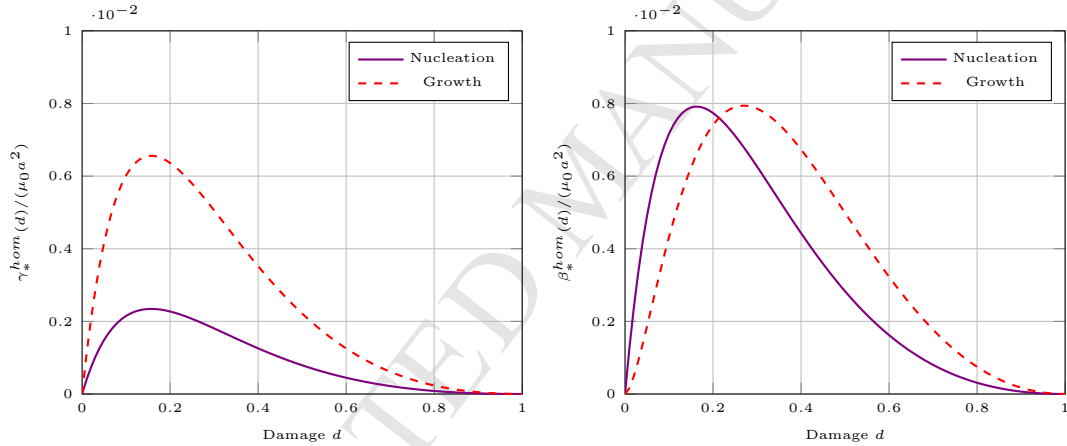 ·10⁻²
1
0.8
0.6
0.4
0.2
0
0 0.2 0.4 0.6 0.8 1
Damage d
γ*^hom(d)/(μ₀a²)
Nucleation
Growth
·10⁻²
1
0.8
0.6
0.4
0.2
0
0 0.2 0.4 0.6 0.8 1
Damage d
β*^hom(d)/(μ₀a²)
Nucleation
Growth
TED MANU